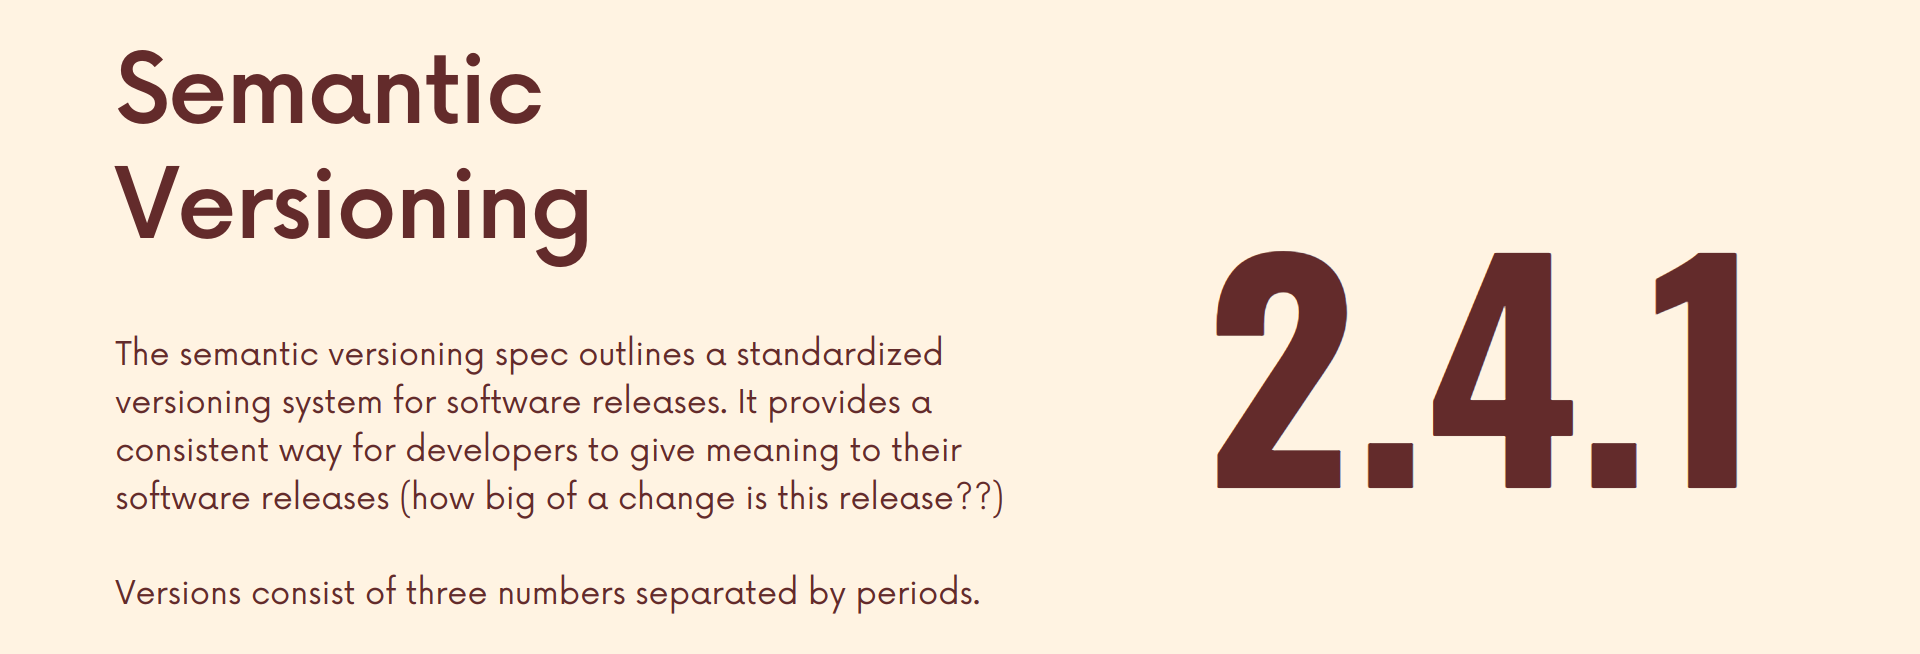 Semantic
Versioning
The semantic versioning spec outlines a standardized
versioning system for software releases. It provides a
consistent way for developers to give meaning to their
software releases (how big of a change is this release??)
Versions consist of three numbers separated by periods.
2.4.1